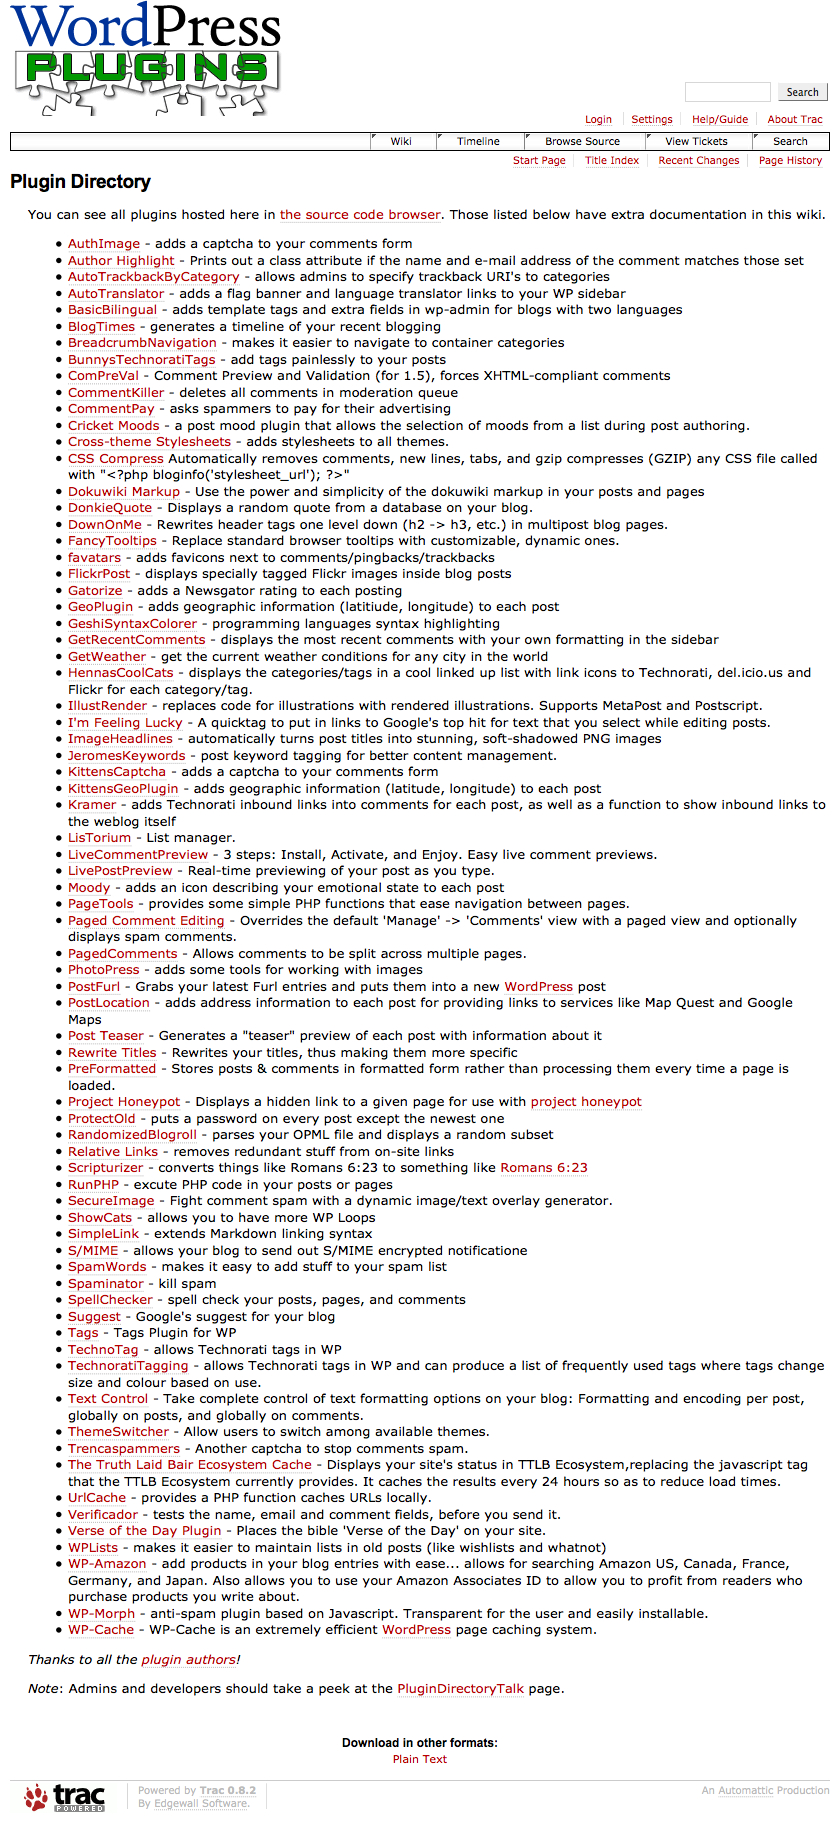 WordPress
PLUGINS
Search
Login Settings Help/Guide About Trac
Wiki Timeline Browse Source View Tickets Search
Start Page Title Index Recent Changes Page History
Plugin Directory
You can see all plugins hosted here in the source code browser. Those listed below have extra documentation in this wiki.
• AuthImage - adds a captcha to your comments form
• Author Highlight - Prints out a class attribute if the name and e-mail address of the comment matches those set
• AutoTrackbackByCategory - allows admins to specify trackback URI's to categories
• AutoTranslator - adds a flag banner and language translator links to your WP sidebar
• BasicBilingual - adds template tags and extra fields in wp-admin for blogs with two languages
• BlogTimes - generates a timeline of your recent blogging
• BreadcrumbNavigation - makes it easier to navigate to container categories
• BunnysTechnoratiTags - add tags painlessly to your posts
• ComPreVal - Comment Preview and Validation (for 1.5), forces XHTML-compliant comments
• CommentKiller - deletes all comments in moderation queue
• CommentPay - asks spammers to pay for their advertising
• Cricket Moods - a post mood plugin that allows the selection of moods from a list during post authoring.
• Cross-theme Stylesheets - adds stylesheets to all themes.
• CSS Compress Automatically removes comments, new lines, tabs, and gzip compresses (GZIP) any CSS file called
with "<?php bloginfo('stylesheet_url'); ?>"
• Dokuwiki Markup - Use the power and simplicity of the dokuwiki markup in your posts and pages
• DonkieQuote - Displays a random quote from a database on your blog.
• DownOnMe - Rewrites header tags one level down (h2 -> h3, etc.) in multipost blog pages.
• FancyTooltips - Replace standard browser tooltips with customizable, dynamic ones.
• favatars - adds favicons next to comments/pingbacks/trackbacks
• FlickrPost - displays specially tagged Flickr images inside blog posts
• Gatorize - adds a Newsgator rating to each posting
• GeoPlugin - adds geographic information (latitiude, longitude) to each post
• GeshiSyntaxColorer - programming languages syntax highlighting
• GetRecentComments - displays the most recent comments with your own formatting in the sidebar
• GetWeather - get the current weather conditions for any city in the world
• HennasCoolCats - displays the categories/tags in a cool linked up list with link icons to Technorati, del.icio.us and
Flickr for each category/tag.
• IllustRender - replaces code for illustrations with rendered illustrations. Supports MetaPost and Postscript.
• I'm Feeling Lucky - A quicktag to put in links to Google's top hit for text that you select while editing posts.
• ImageHeadlines - automatically turns post titles into stunning, soft-shadowed PNG images
• JeromesKeywords - post keyword tagging for better content management.
• KittensCaptcha - adds a captcha to your comments form
• KittensGeoPlugin - adds geographic information (latitude, longitude) to each post
• Kramer - adds Technorati inbound links into comments for each post, as well as a function to show inbound links to
the weblog itself
• LisTorium - List manager.
• LiveCommentPreview - 3 steps: Install, Activate, and Enjoy. Easy live comment previews.
• LivePostPreview - Real-time previewing of your post as you type.
• Moody - adds an icon describing your emotional state to each post
• PageTools - provides some simple PHP functions that ease navigation between pages.
• Paged Comment Editing - Overrides the default 'Manage' -> 'Comments' view with a paged view and optionally
displays spam comments.
• PagedComments - Allows comments to be split across multiple pages.
• PhotoPress - adds some tools for working with images
• PostFurl - Grabs your latest Furl entries and puts them into a new WordPress post
• PostLocation - adds address information to each post for providing links to services like Map Quest and Google
Maps
• Post Teaser - Generates a "teaser" preview of each post with information about it
• Rewrite Titles - Rewrites your titles, thus making them more specific
• PreFormatted - Stores posts & comments in formatted form rather than processing them every time a page is
loaded.
• Project Honeypot - Displays a hidden link to a given page for use with project honeypot
• ProtectOld - puts a password on every post except the newest one
• RandomizedBlogroll - parses your OPML file and displays a random subset
• Relative Links - removes redundant stuff from on-site links
• Scripturizer - converts things like Romans 6:23 to something like Romans 6:23
• RunPHP - excute PHP code in your posts or pages
• SecureImage - Fight comment spam with a dynamic image/text overlay generator.
• ShowCats - allows you to have more WP Loops
• SimpleLink - extends Markdown linking syntax
• S/MIME - allows your blog to send out S/MIME encrypted notificatione
• SpamWords - makes it easy to add stuff to your spam list
• Spaminator - kill spam
• SpellChecker - spell check your posts, pages, and comments
• Suggest - Google's suggest for your blog
• Tags - Tags Plugin for WP
• TechnoTag - allows Technorati tags in WP
• TechnoratiTagging - allows Technorati tags in WP and can produce a list of frequently used tags where tags change
size and colour based on use.
• Text Control - Take complete control of text formatting options on your blog: Formatting and encoding per post,
globally on posts, and globally on comments.
• ThemeSwitcher - Allow users to switch among available themes.
• Trencaspammers - Another captcha to stop comments spam.
• The Truth Laid Bair Ecosystem Cache - Displays your site's status in TTLB Ecosystem,replacing the javascript tag
that the TTLB Ecosystem currently provides. It caches the results every 24 hours so as to reduce load times.
• UrlCache - provides a PHP function caches URLs locally.
• Verificador - tests the name, email and comment fields, before you send it.
• Verse of the Day Plugin - Places the bible 'Verse of the Day' on your site.
• WPLists - makes it easier to maintain lists in old posts (like wishlists and whatnot)
• WP-Amazon - add products in your blog entries with ease... allows for searching Amazon US, Canada, France,
Germany, and Japan. Also allows you to use your Amazon Associates ID to allow you to profit from readers who
purchase products you write about.
• WP-Morph - anti-spam plugin based on Javascript. Transparent for the user and easily installable.
• WP-Cache - WP-Cache is an extremely efficient WordPress page caching system.
Thanks to all the plugin authors!
Note: Admins and developers should take a peek at the PluginDirectoryTalk page.
Download in other formats:
Plain Text
trac POWERED
Powered by Trac 0.8.2
By Edgewall Software.
An Automattic Production